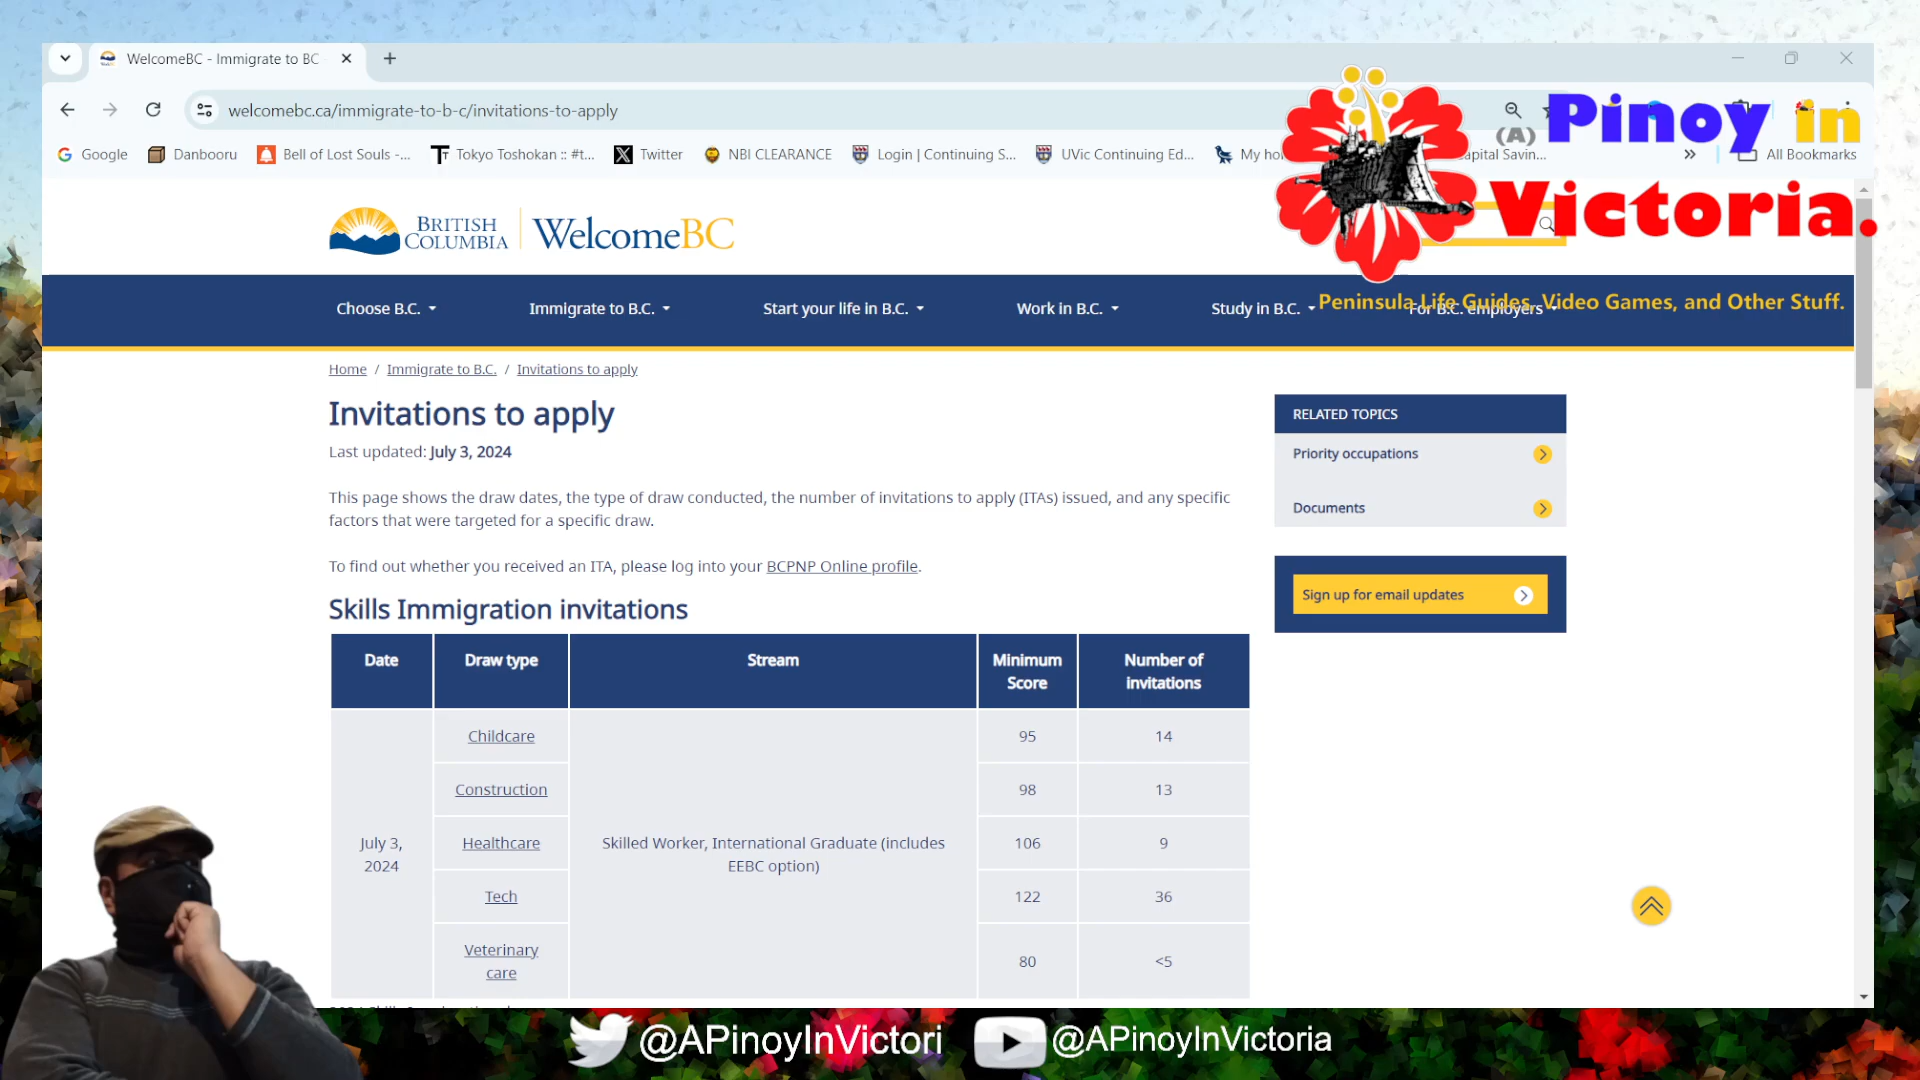 WelcomeBC - Immigrate to BC
welcomebc.ca/immigrate-to-b-c/invitations-to-apply
Google
Danbooru
Bell of Lost Souls -...
Tokyo Toshokan :: #t...
Twitter
NBI CLEARANCE
Login | Continuing S...
UVic Continuing Ed...
My ho
apital Savin...
All Bookmarks
(A) Pinoy in
Victoria.
Peninsula Life Guides, Video Games, and Other Stuff.
BRITISH
COLUMBIA
WelcomeBC
Choose B.C.
Immigrate to B.C.
Start your life in B.C.
Work in B.C.
Study in B.C.
For B.C. employers
Home / Immigrate to B.C. / Invitations to apply
Invitations to apply
Last updated: July 3, 2024
This page shows the draw dates, the type of draw conducted, the number of invitations to apply (ITAs) issued, and any specific
factors that were targeted for a specific draw.
To find out whether you received an ITA, please log into your BCPNP Online profile.
RELATED TOPICS
Priority occupations
Documents
Sign up for email updates
Skills Immigration invitations
Date
Draw type
Stream
Minimum
Score
Number of
invitations
July 3,
2024
Skilled Worker, International Graduate (includes
EEBC option)
Childcare 95 14
Construction 98 13
Healthcare 106 9
Tech 122 36
Veterinary
care 80 <5
@APinoyInVictori
@APinoyInVictoria